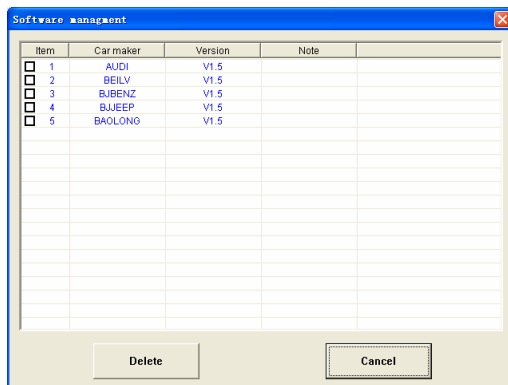 Software managment
Item Car maker Version Note
1 AUDI V1.5
2 BEILV V1.5
3 BJBENZ V1.5
4 BJJEEP V1.5
5 BAOLONG V1.5
Delete Cancel